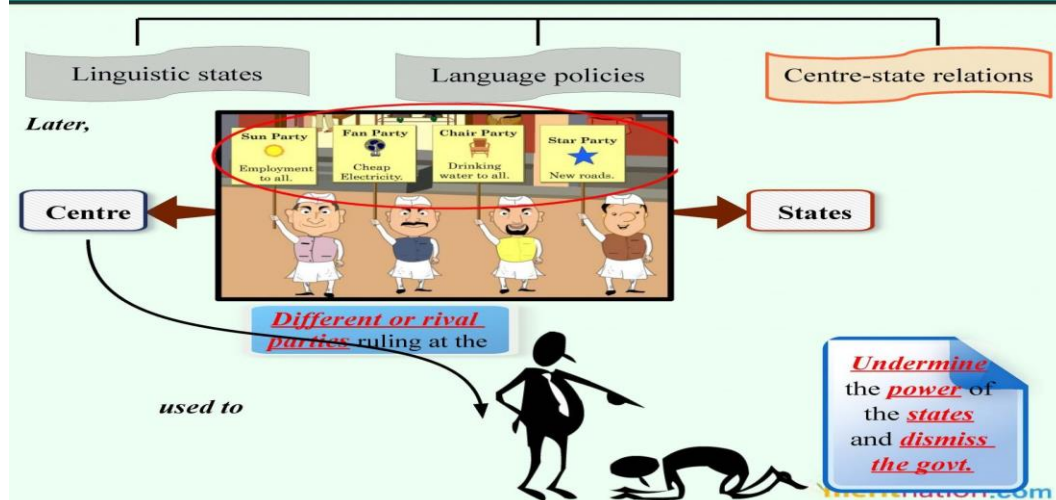 Linguistic states
Language policies
Centre-state relations
Later,
Sun Party
Employment
to all.
Fan Party
Cheap
Electricity.
Chair Party
Drinking
water to all.
Star Party
New roads.
Centre
States
Different or rival
parties ruling at the
used to
Undermine
the power of
the states
and dismiss
the govt.
meritnation.com